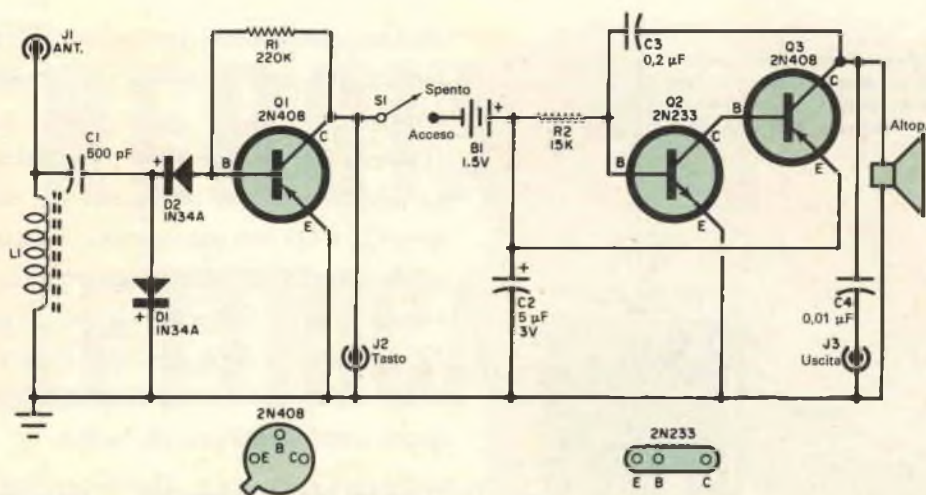 J1
ANT.
C1
500 pF
L1
D2
1N34A
D1
1N34A
R1
220K
Q1
2N408
B
C
E
S1
Spento
Acceso
+
B1
1.5V
J2
Tasto
R2
15K
C3
0,2 µF
Q2
2N233
B
C
E
Q3
2N408
B
C
E
Altop.
+
C2
5 µF
3V
C4
0,01 µF
J3
Uscita
2N408
B
E C
2N233
E B C